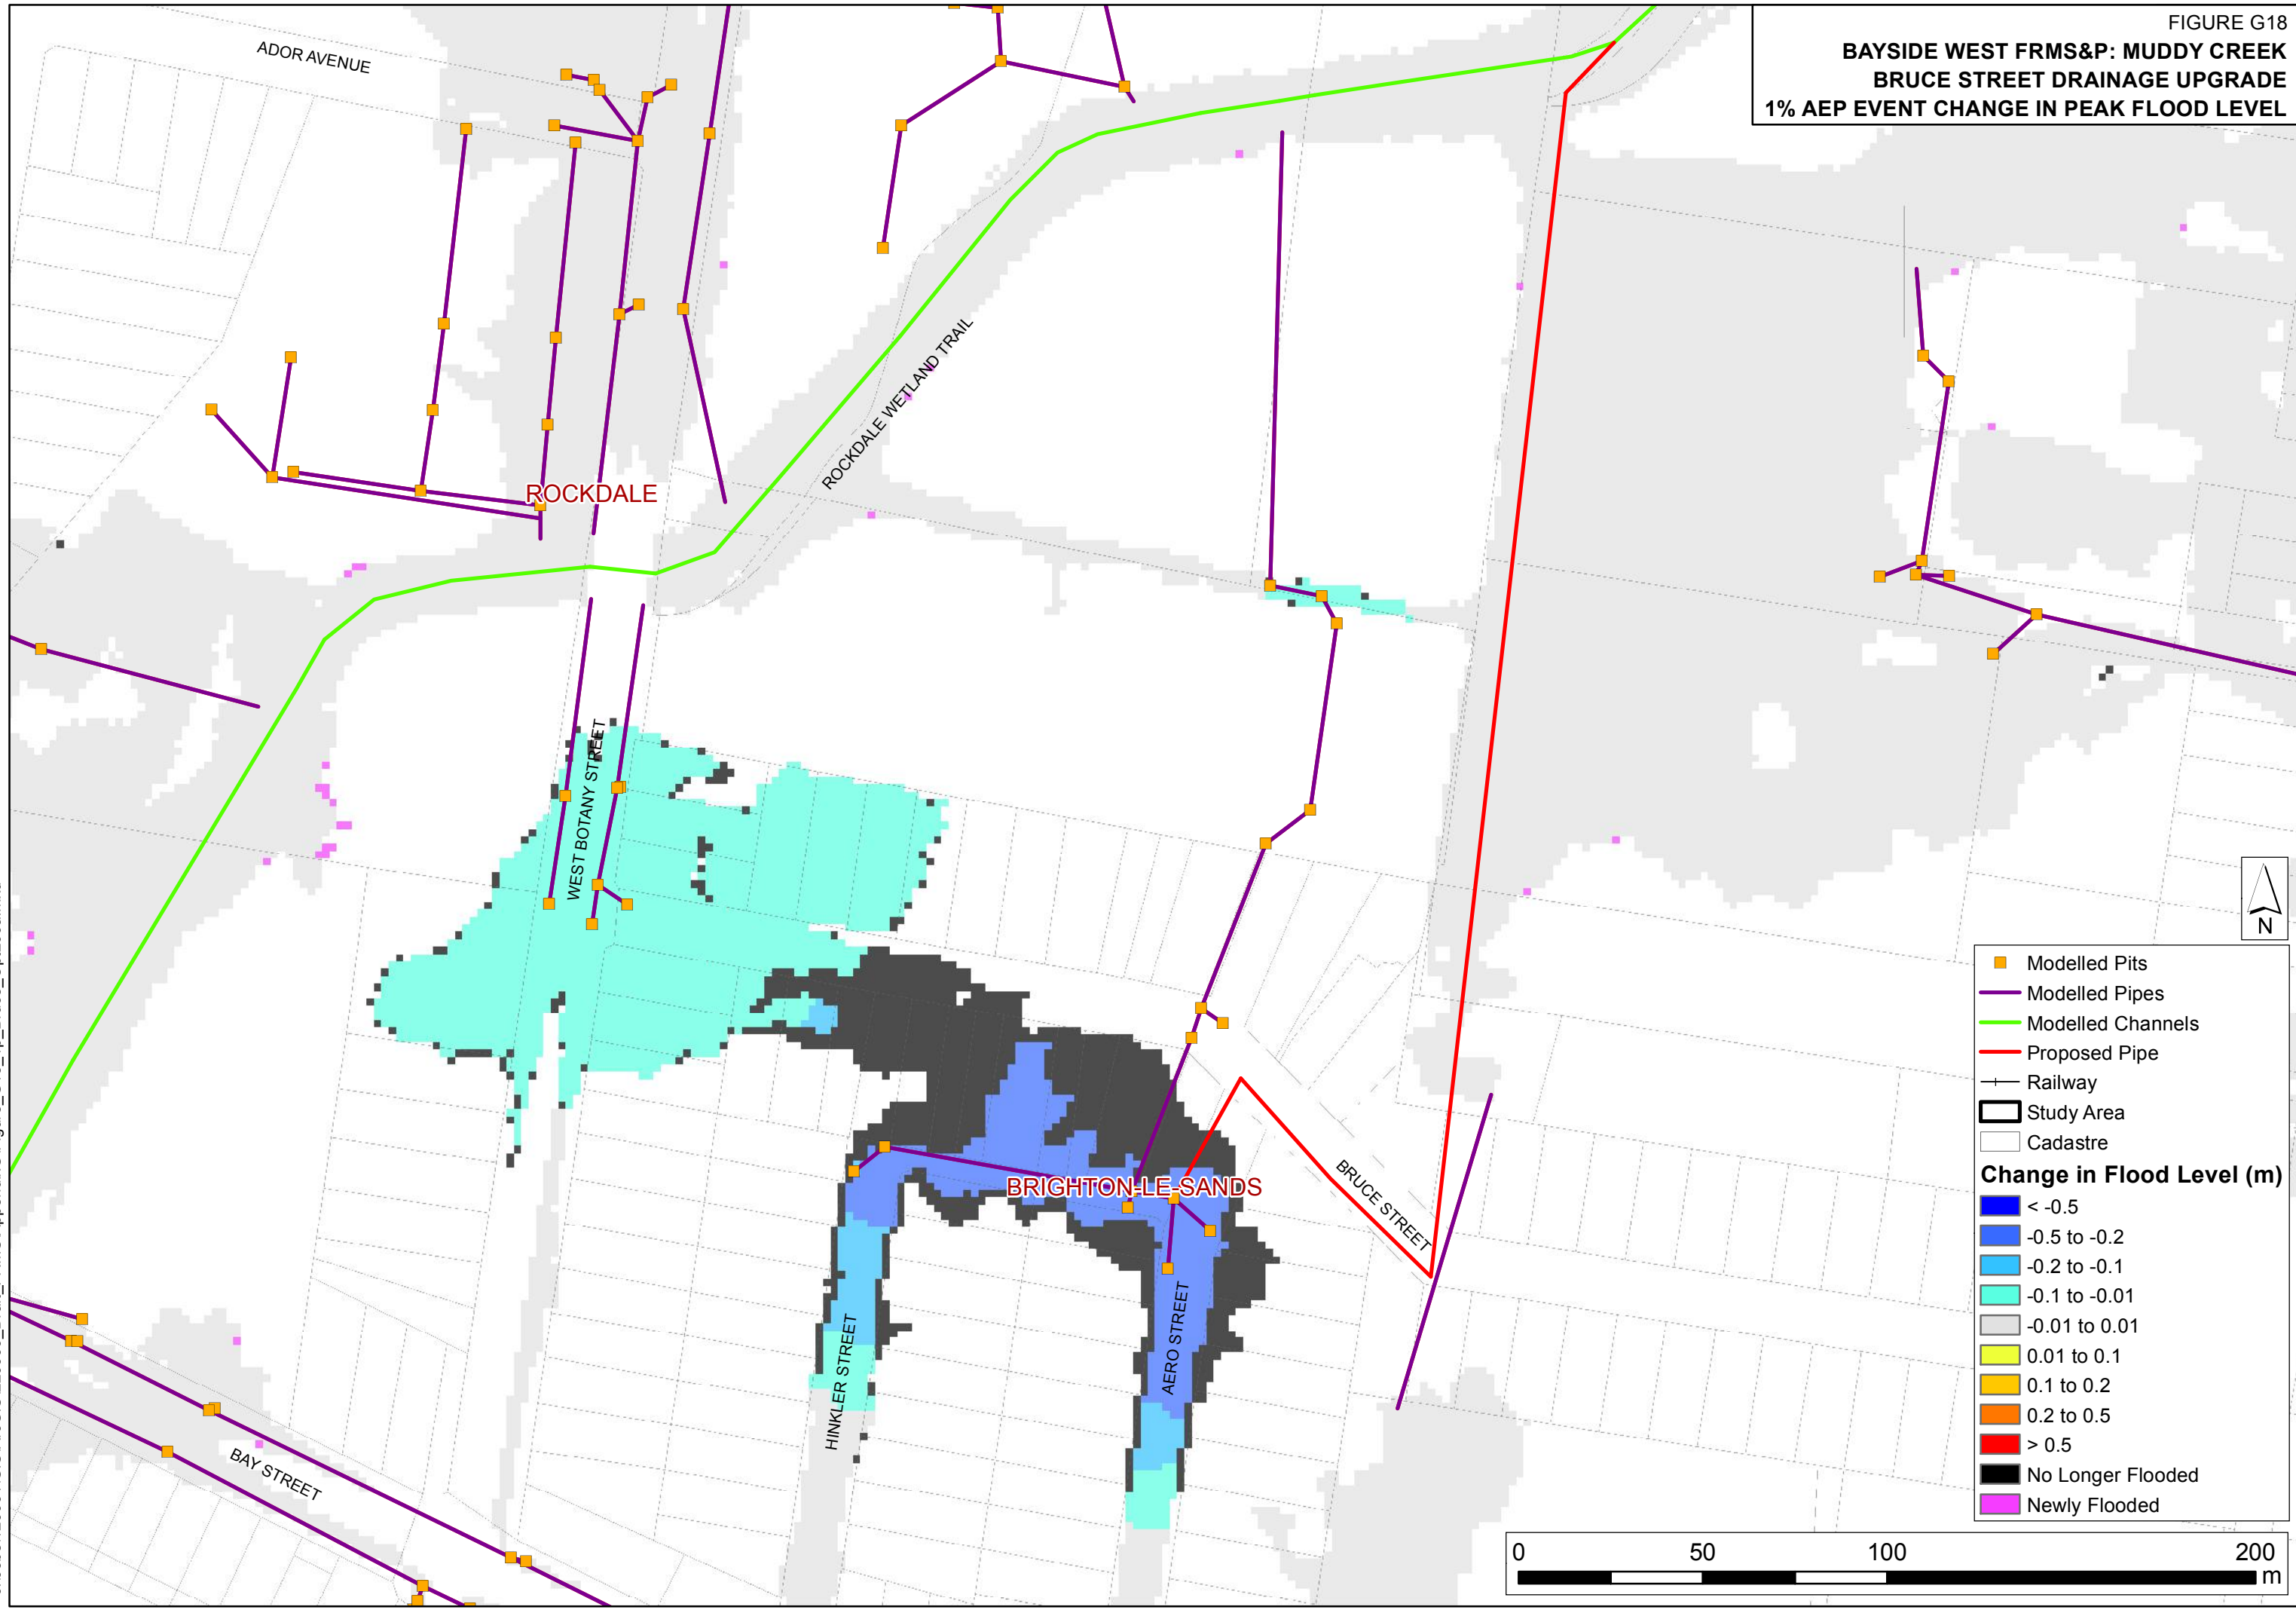 FIGURE G18
BAYSIDE WEST FRMS&P: MUDDY CREEK
BRUCE STREET DRAINAGE UPGRADE
1% AEP EVENT CHANGE IN PEAK FLOOD LEVEL
ADOR AVENUE
ROCKDALE WETLAND TRAIL
ROCKDALE
WEST BOTANY STREET
BRIGHTON-LE-SANDS
BRUCE STREET
AERO STREET
HINKLER STREET
BAY STREET
N
Modelled Pits
Modelled Pipes
Modelled Channels
Proposed Pipe
Railway
Study Area
Cadastre
Change in Flood Level (m)
< -0.5
-0.5 to -0.2
-0.2 to -0.1
-0.1 to -0.01
-0.01 to 0.01
0.01 to 0.1
0.1 to 0.2
0.2 to 0.5
> 0.5
No Longer Flooded
Newly Flooded
0 50 100 200
m